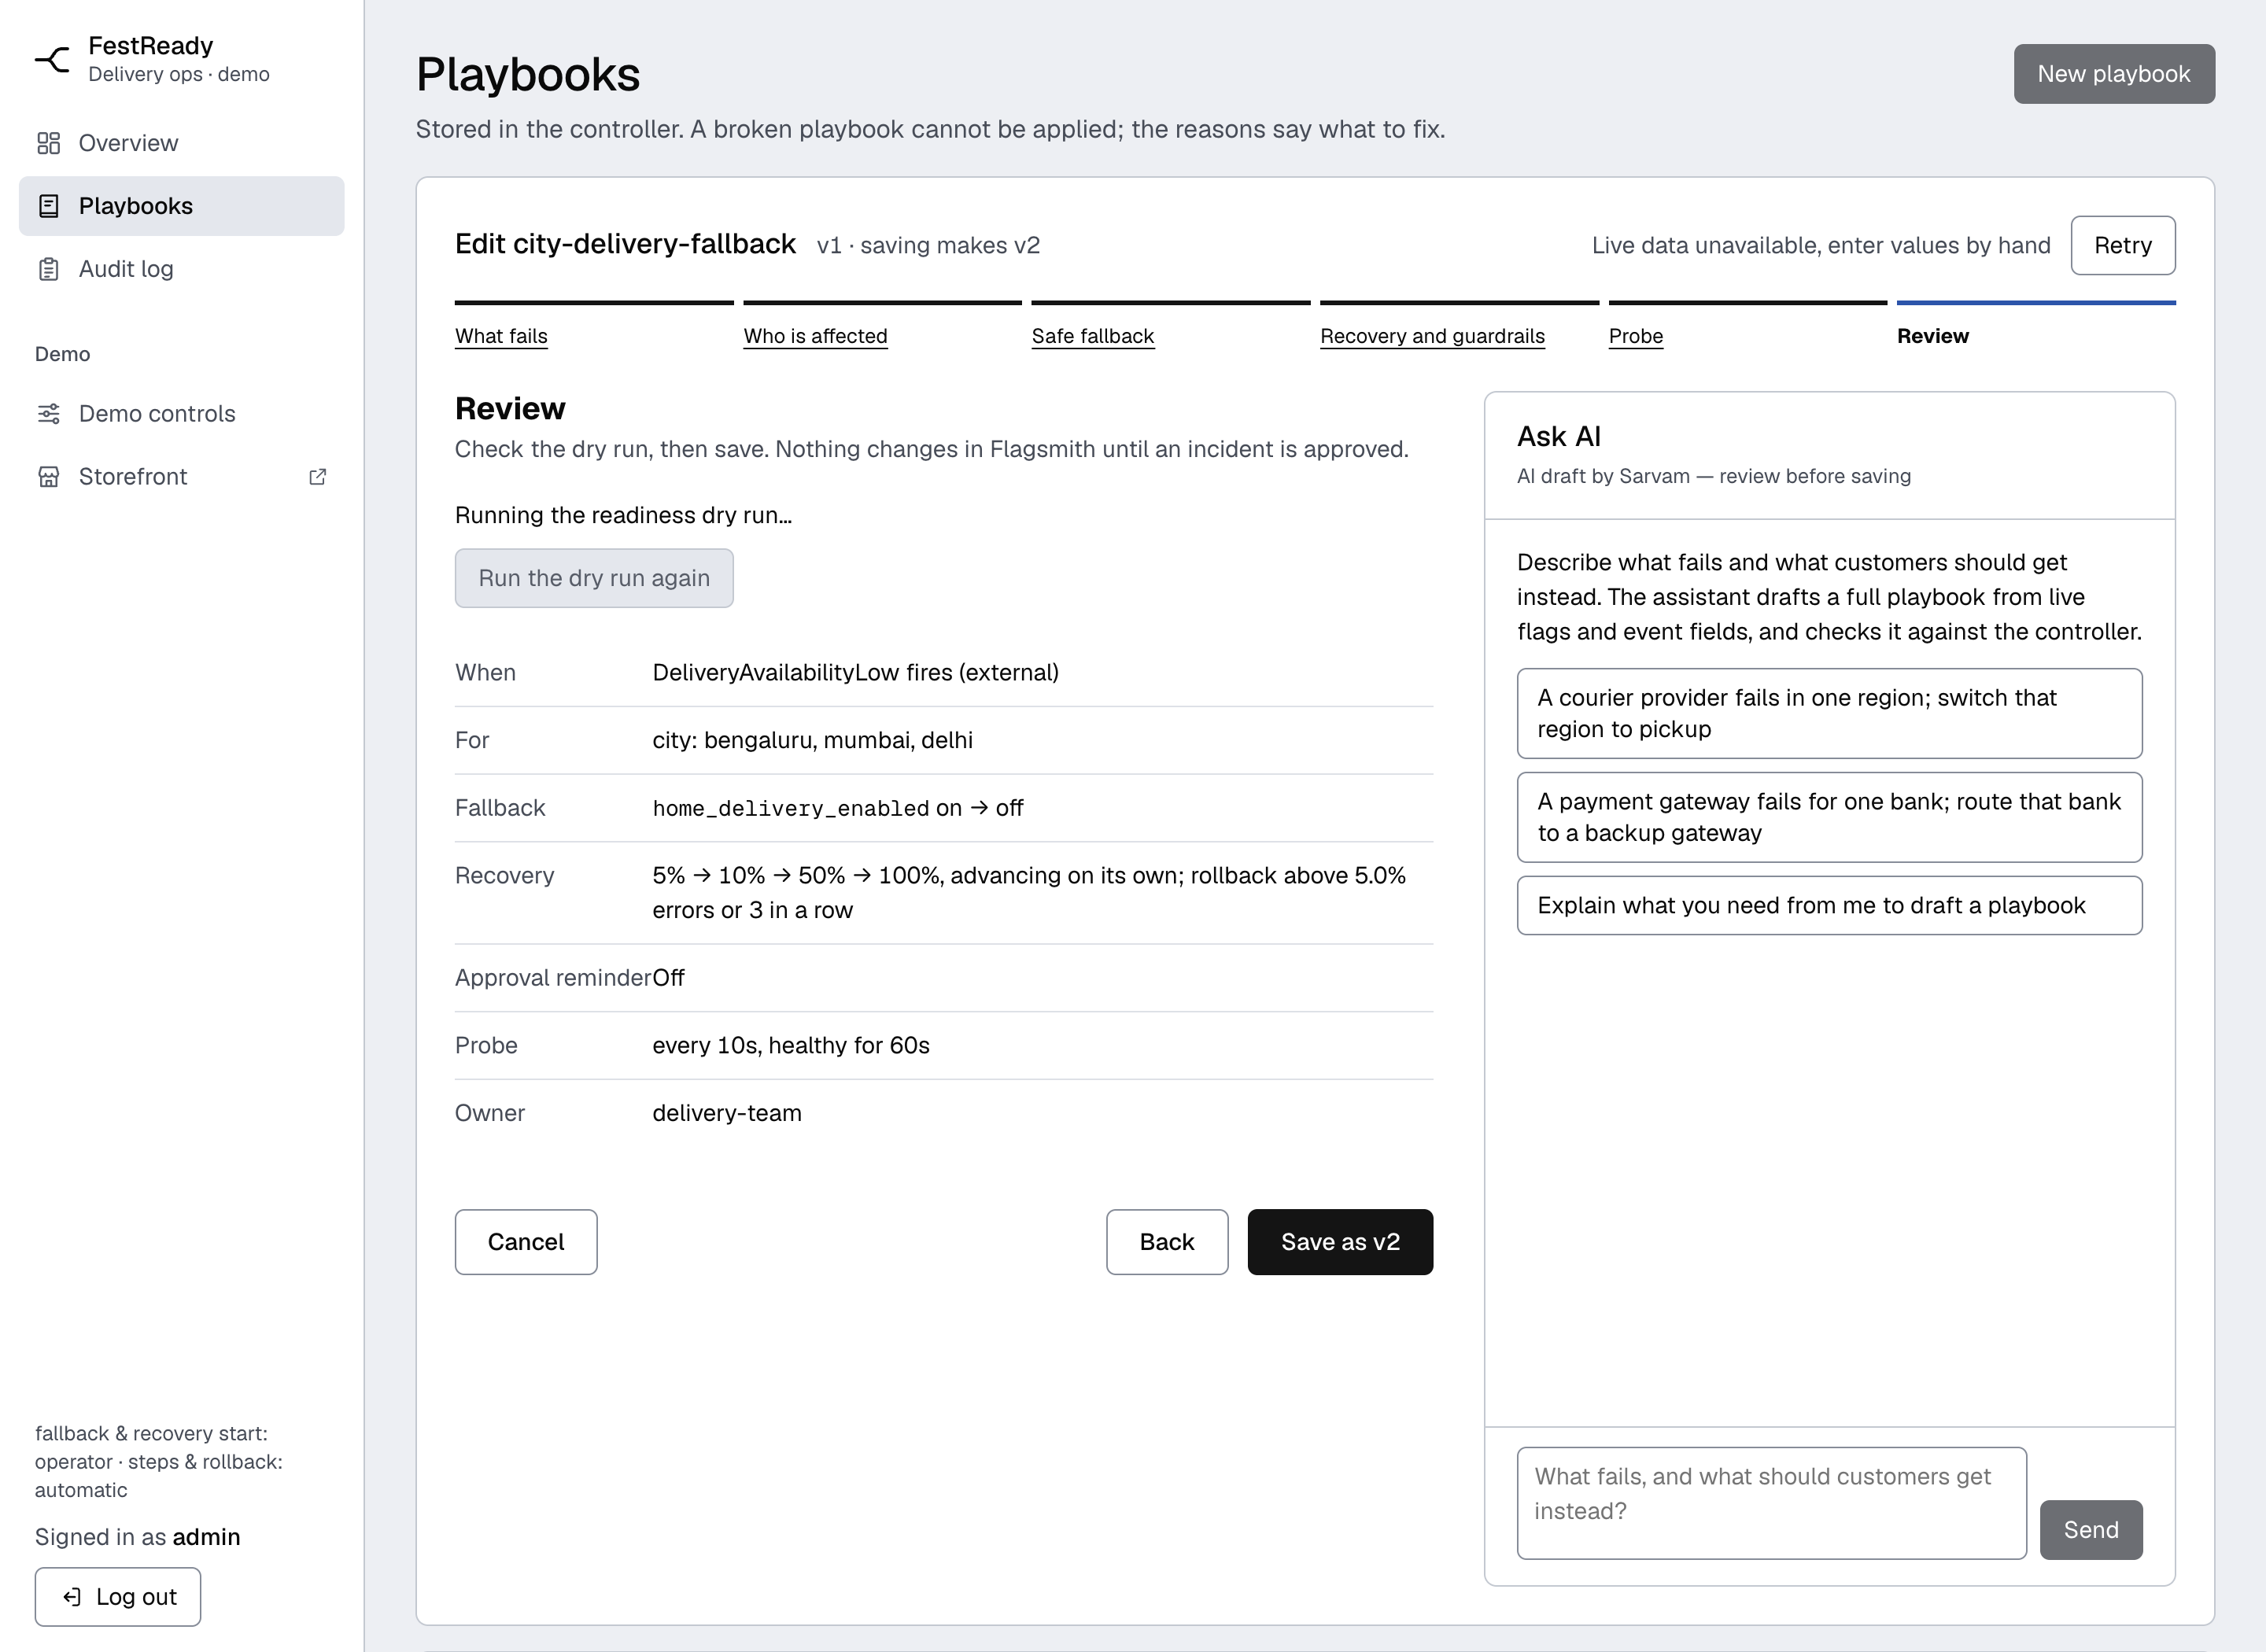 FestReady
Delivery ops · demo
Overview
Playbooks
Audit log
Demo
Demo controls
Storefront
fallback & recovery start:
operator · steps & rollback:
automatic
Signed in as admin
Log out
Playbooks
New playbook
Stored in the controller. A broken playbook cannot be applied; the reasons say what to fix.
Edit city-delivery-fallback v1 · saving makes v2
Live data unavailable, enter values by hand
Retry
What fails
Who is affected
Safe fallback
Recovery and guardrails
Probe
Review
Review
Check the dry run, then save. Nothing changes in Flagsmith until an incident is approved.
Running the readiness dry run…
Run the dry run again
When DeliveryAvailabilityLow fires (external)
For city: bengaluru, mumbai, delhi
Fallback home_delivery_enabled on → off
Recovery 5% → 10% → 50% → 100%, advancing on its own; rollback above 5.0%
errors or 3 in a row
Approval reminder Off
Probe every 10s, healthy for 60s
Owner delivery-team
Cancel
Back
Save as v2
Ask AI
AI draft by Sarvam — review before saving
Describe what fails and what customers should get
instead. The assistant drafts a full playbook from live
flags and event fields, and checks it against the controller.
A courier provider fails in one region; switch that
region to pickup
A payment gateway fails for one bank; route that bank
to a backup gateway
Explain what you need from me to draft a playbook
What fails, and what should customers get
instead?
Send